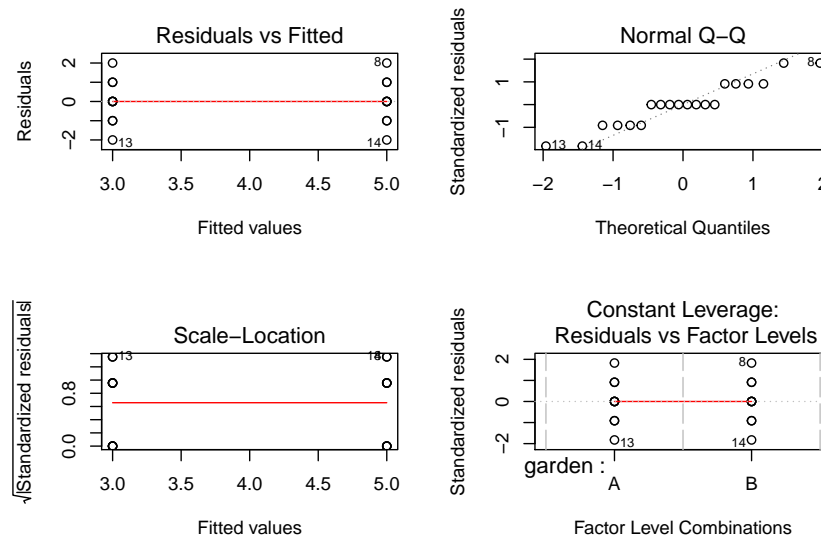 Residuals vs Fitted
Residuals
2
1
0
−2
8
13
14
3.0 3.5 4.0 4.5 5.0
Fitted values
Normal Q−Q
Standardized residuals
1
−1
8
13
14
−2 −1 0 1 2
Theoretical Quantiles
Scale−Location
√|Standardized residuals|
0.8
0.0
13
3.0 3.5 4.0 4.5 5.0
Fitted values
Constant Leverage:
Residuals vs Factor Levels
Standardized residuals
2
1
0
−2
8
13
14
garden :
A B
Factor Level Combinations